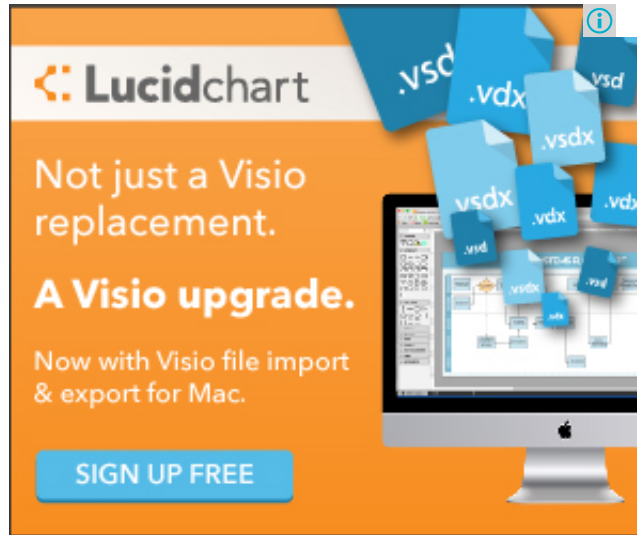 Lucidchart
Not just a Visio
replacement.
A Visio upgrade.
Now with Visio file import
& export for Mac.
SIGN UP FREE
.vsd
.vdx
.vsd
.vsdx
.vsdx
.vdx
.vdx
.vsd
.vsdx
.vsd
.vdx